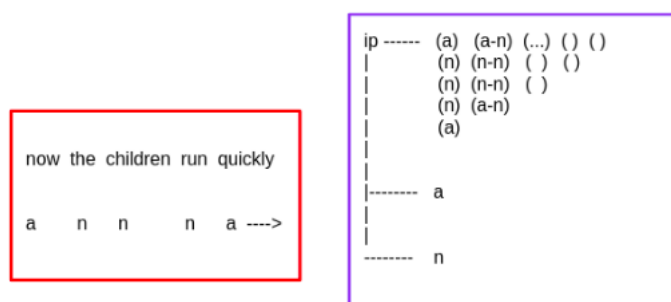 now the children run quickly
a n n n a ---->
ip ------ (a) (a-n) (...) ( ) ( )
| (n) (n-n) ( ) ( )
| (n) (n-n) ( )
| (n) (a-n)
| (a)
|
|
|-------- a
|
|
-------- n